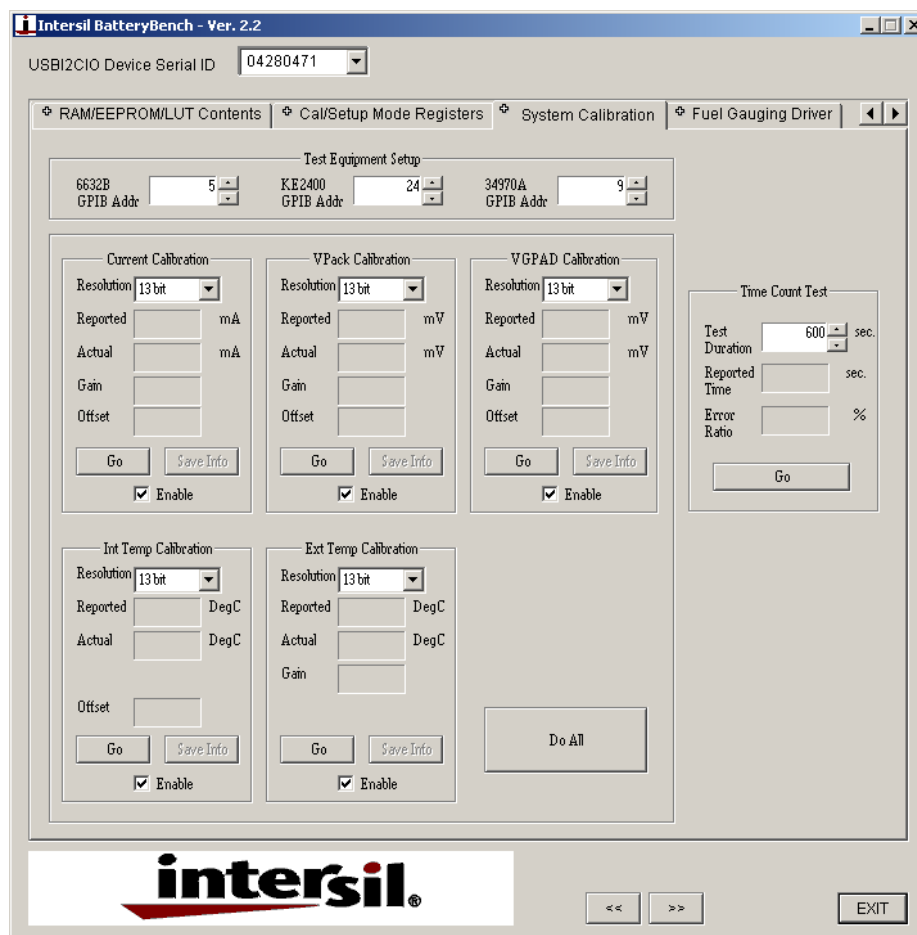 Intersil BatteryBench - Ver. 2.2
USBI2CIO Device Serial ID 04280471
RAM/EEPROM/LUT Contents Cal/Setup Mode Registers System Calibration Fuel Gauging Driver
Test Equipment Setup
6632B GPIB Addr 5
KE2400 GPIB Addr 24
34970A GPIB Addr 9
Current Calibration
Resolution 13 bit
Reported mA
Actual mA
Gain
Offset
Go Save Info
Enable
VPack Calibration
Resolution 13 bit
Reported mV
Actual mV
Gain
Offset
Go Save Info
Enable
VGPAD Calibration
Resolution 13 bit
Reported mV
Actual mV
Gain
Offset
Go Save Info
Enable
Time Count Test
Test Duration 600 sec.
Reported Time sec.
Error Ratio %
Go
Int Temp Calibration
Resolution 13 bit
Reported DegC
Actual DegC
Offset
Go Save Info
Enable
Ext Temp Calibration
Resolution 13 bit
Reported DegC
Actual DegC
Gain
Go Save Info
Enable
Do All
intersil®
<< >> EXIT